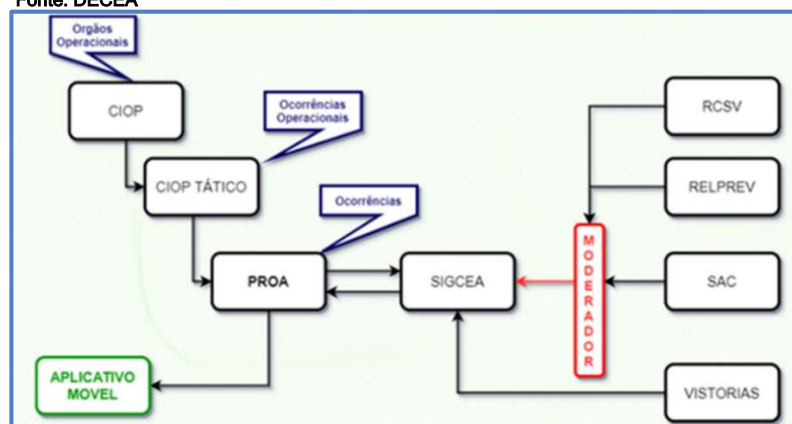 Fonte: DECEA
Orgãos
Operacionais
CIOP
Ocorrências
Operacionais
CIOP TÁTICO
Ocorrências
PROA
SIGCEA
MODERADOR
RCSV
RELPREV
SAC
VISTORIAS
APLICATIVO
MOVEL